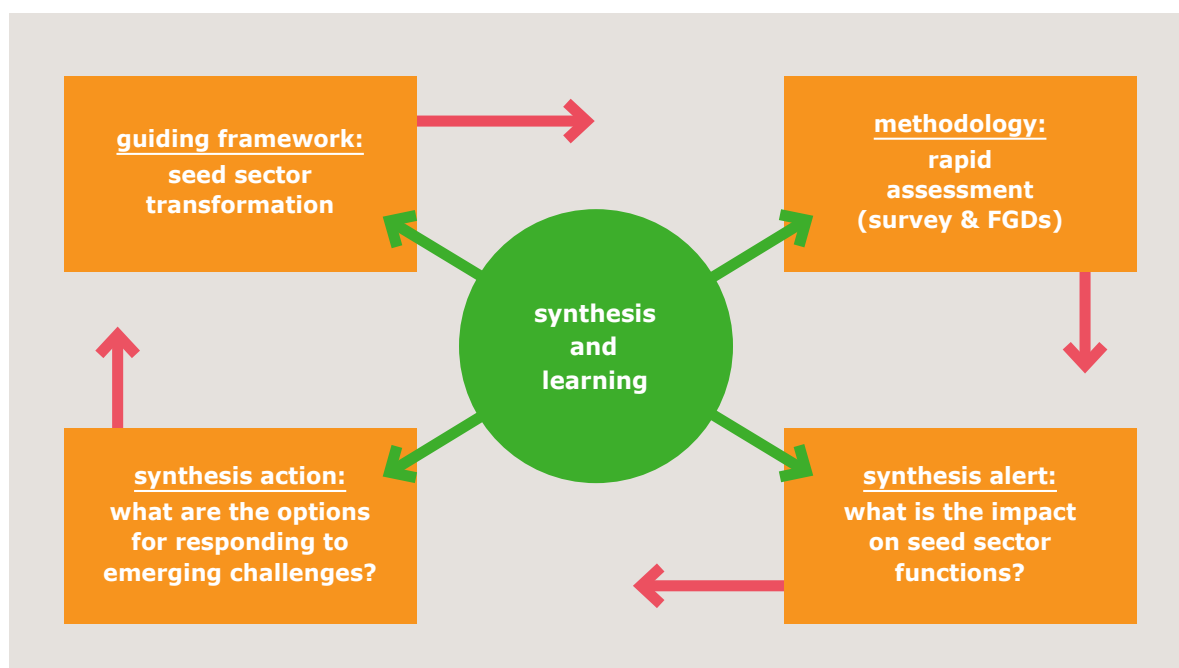 guiding framework:
seed sector
transformation
methodology:
rapid
assessment
(survey & FGDs)
synthesis
and
learning
synthesis action:
what are the options
for responding to
emerging challenges?
synthesis alert:
what is the impact
on seed sector
functions?